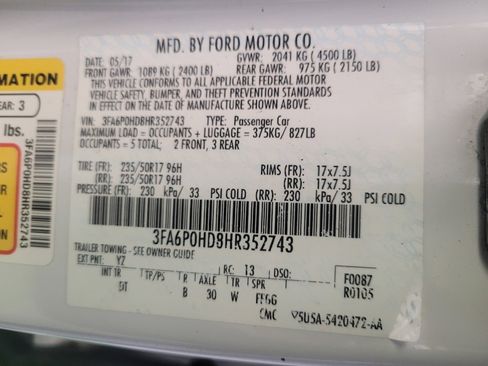 MFD. BY FORD MOTOR CO.
DATE: 05/17 GVWR: 2041 KG (4500 LB)
FRONT GAWR: 1089 KG (2400 LB) REAR GAWR: 975 KG (2150 LB)
THIS VEHICLE CONFORMS TO ALL APPLICABLE FEDERAL MOTOR
VEHICLE SAFETY, BUMPER, AND THEFT PREVENTION STANDARDS
IN EFFECT ON THE DATE OF MANUFACTURE SHOWN ABOVE.
VIN: 3FA6P0HD8HR352743 TYPE: Passenger Car
MAXIMUM LOAD = OCCUPANTS + LUGGAGE = 375KG/827LB
OCCUPANTS = 5 TOTAL: 2 FRONT, 3 REAR
TIRE (FR): 235/50R17 96H RIMS (FR): 17x7.5J
(RR): 235/50R17 96H (RR): 17x7.5J
PRESSURE (FR): 230 kPa/ 33 PSI COLD (RR): 230 kPa/ 33 PSI COLD
3FA6P0HD8HR352743
TRAILER TOWING- SEE OWNER GUIDE
EXT PNT: YZ RC: 13 DSO: F0087
INT TR TP/PS R AXLE TR SPR R0105
DT B 30 W FFGG
CMC V5U5A-5420472-AA
RMATION
EAR: 3
lbs.
3FA6P0HD8HR352743